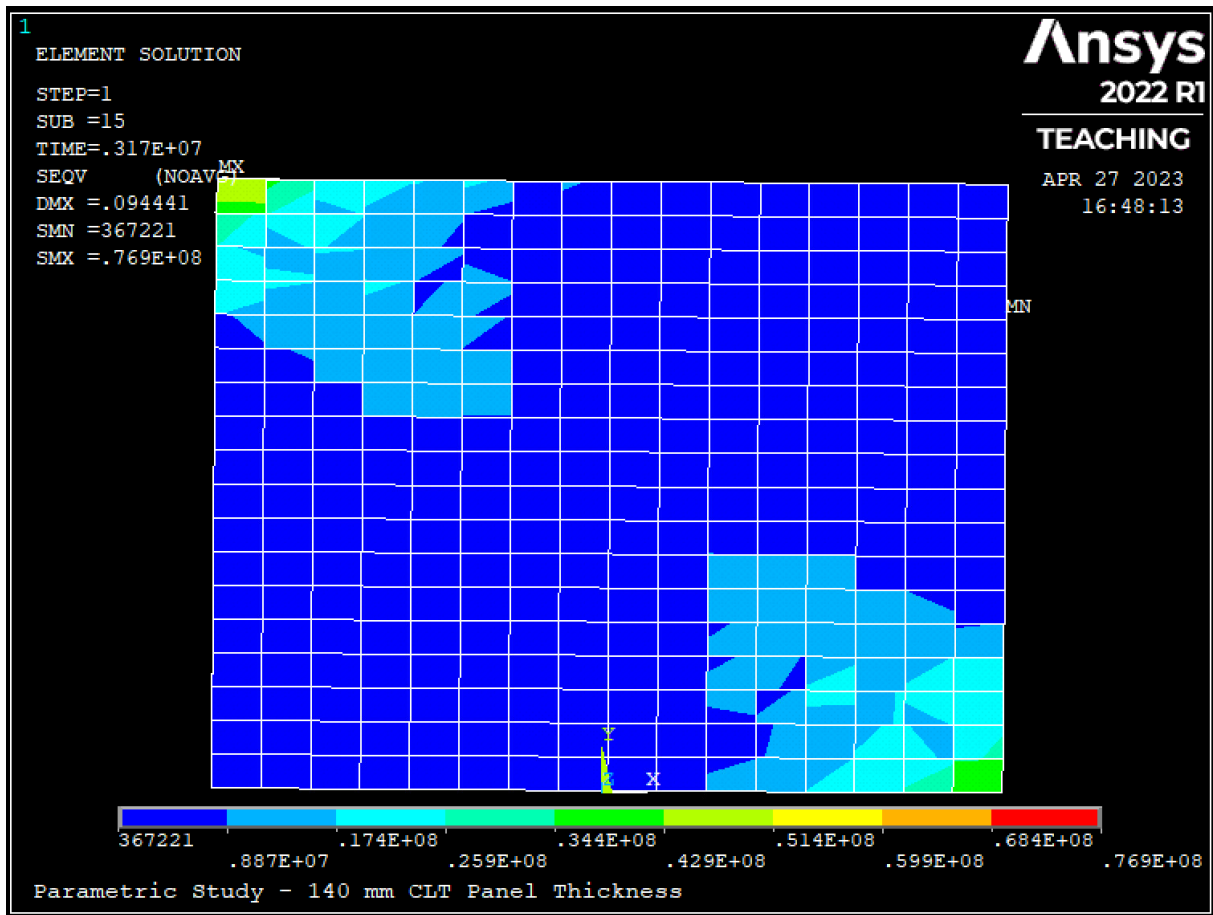 1
ELEMENT SOLUTION
STEP=1
SUB =15
TIME=.317E+07
SEQV (NOAVG)
DMX =.094441
SMN =367221
SMX =.769E+08
Ansys
2022 R1
TEACHING
APR 27 2023
16:48:13
MX
MN
Y
X
367221 .174E+08 .344E+08 .514E+08 .684E+08
.887E+07 .259E+08 .429E+08 .599E+08 .769E+08
Parametric Study - 140 mm CLT Panel Thickness